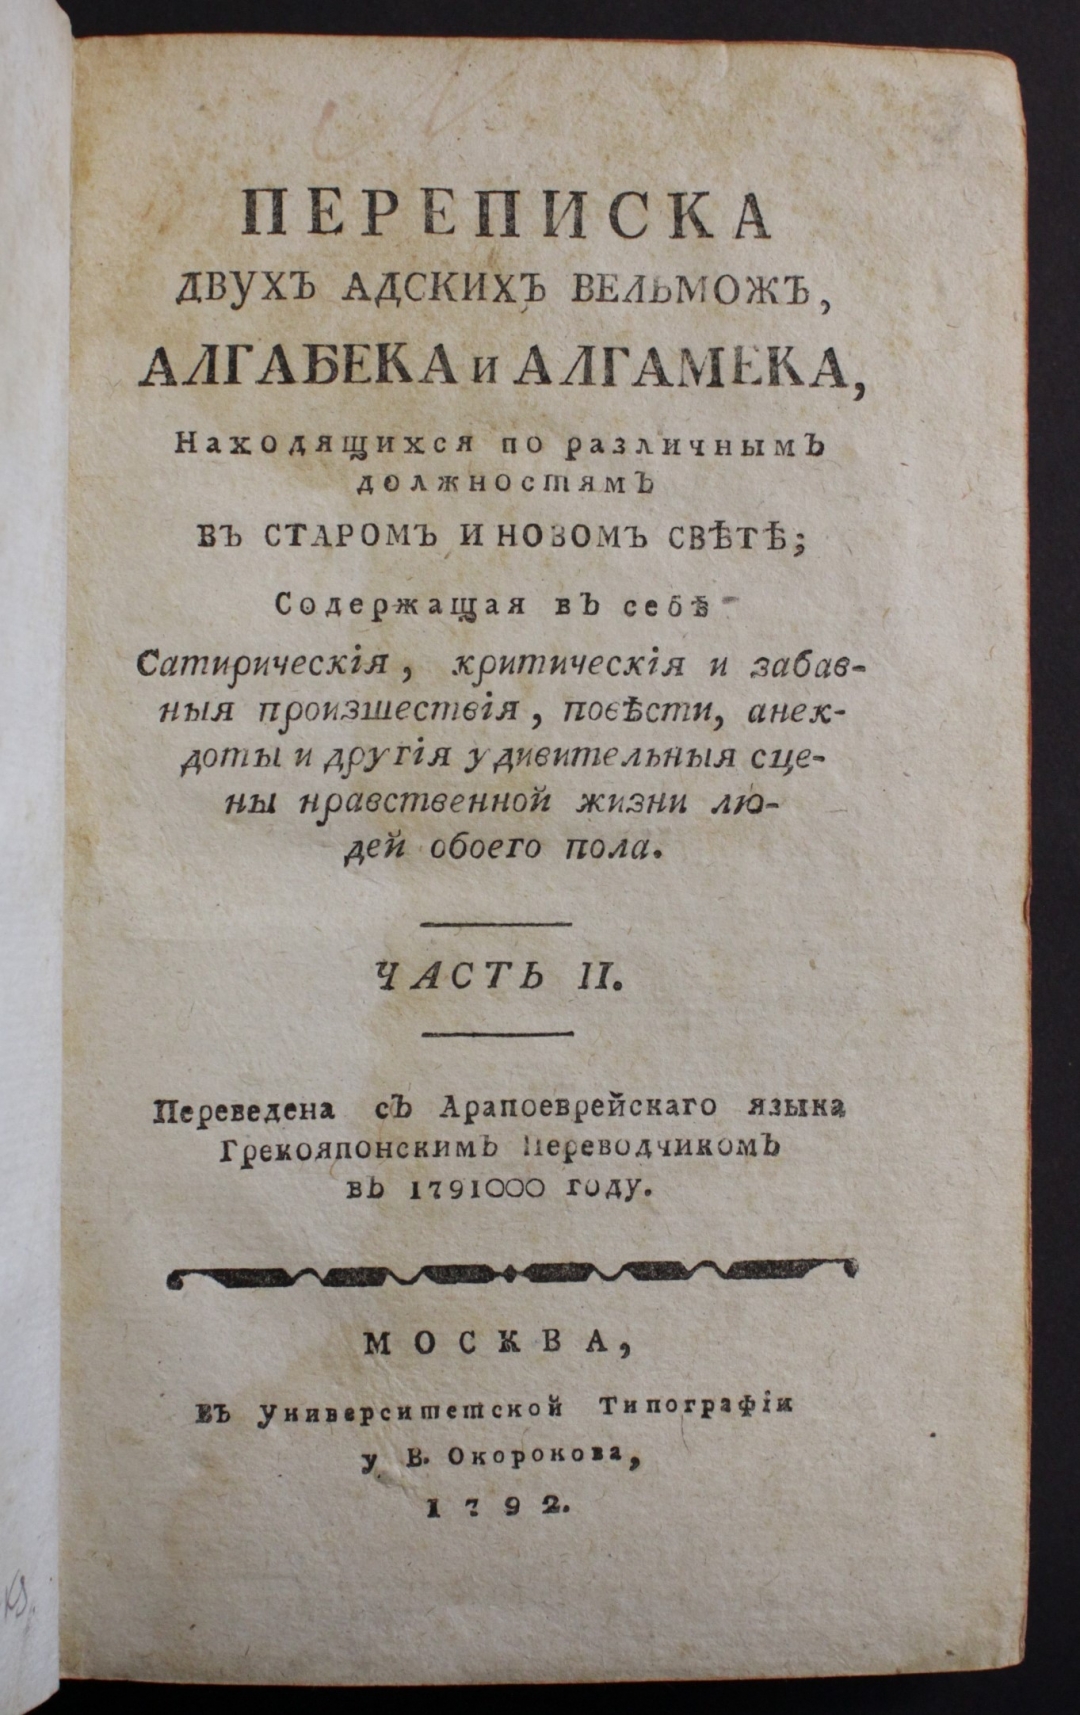 ПЕРЕПИСКА
ДВУХЪ АДСКИХЪ ВЕЛЬМОЖЪ,
АЛГАБЕКА и АЛГАМЕКА,
Находящихся по различнымъ
должностямъ
ВЪ СТАРОМЪ И НОВОМЪ СВѢТѢ;
Содержащая въ себѣ
Сатирическія, критическія и забав-
ныя произшествія, повѣсти, анек-
доты и другія удивительныя сце-
ны нравственной жизни лю-
дей обоего пола.
ЧАСТЬ II.
Переведена съ Арапоеврейскаго языка
Грекояпонскимъ Переводчикомъ
въ 1791000 году.
МОСКВА,
Въ Университетской Типографіи
у В. Окорокова,
1792.